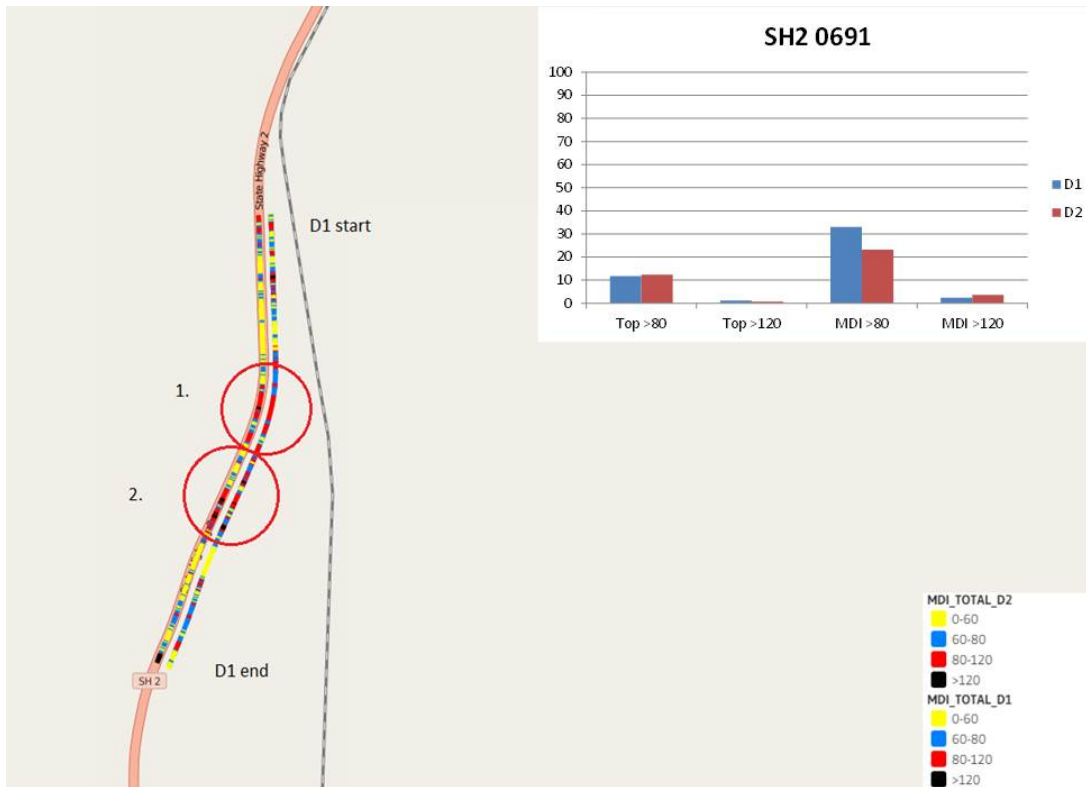 SH2 0691
100
90
80
70
60
50
40
30
20
10
0
Top >80
Top >120
MDI >80
MDI >120
D1
D2
State Highway 2
D1 start
1.
2.
D1 end
SH 2
MDI_TOTAL_D2
0-60
60-80
80-120
>120
MDI_TOTAL_D1
0-60
60-80
80-120
>120